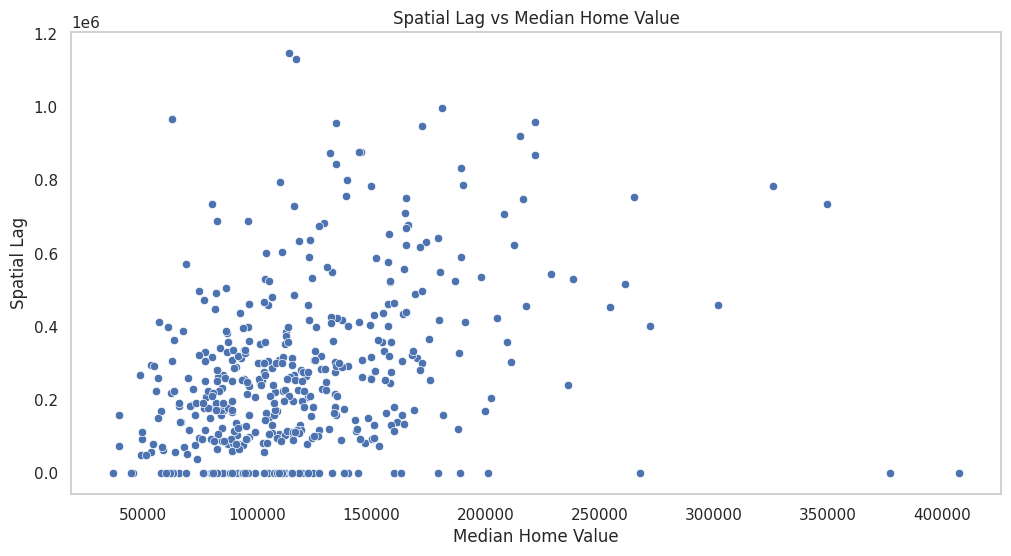 Spatial Lag vs Median Home Value
1e6
1.2
1.0
0.8
0.6
0.4
0.2
0.0
Spatial Lag
50000 100000 150000 200000 250000 300000 350000 400000
Median Home Value